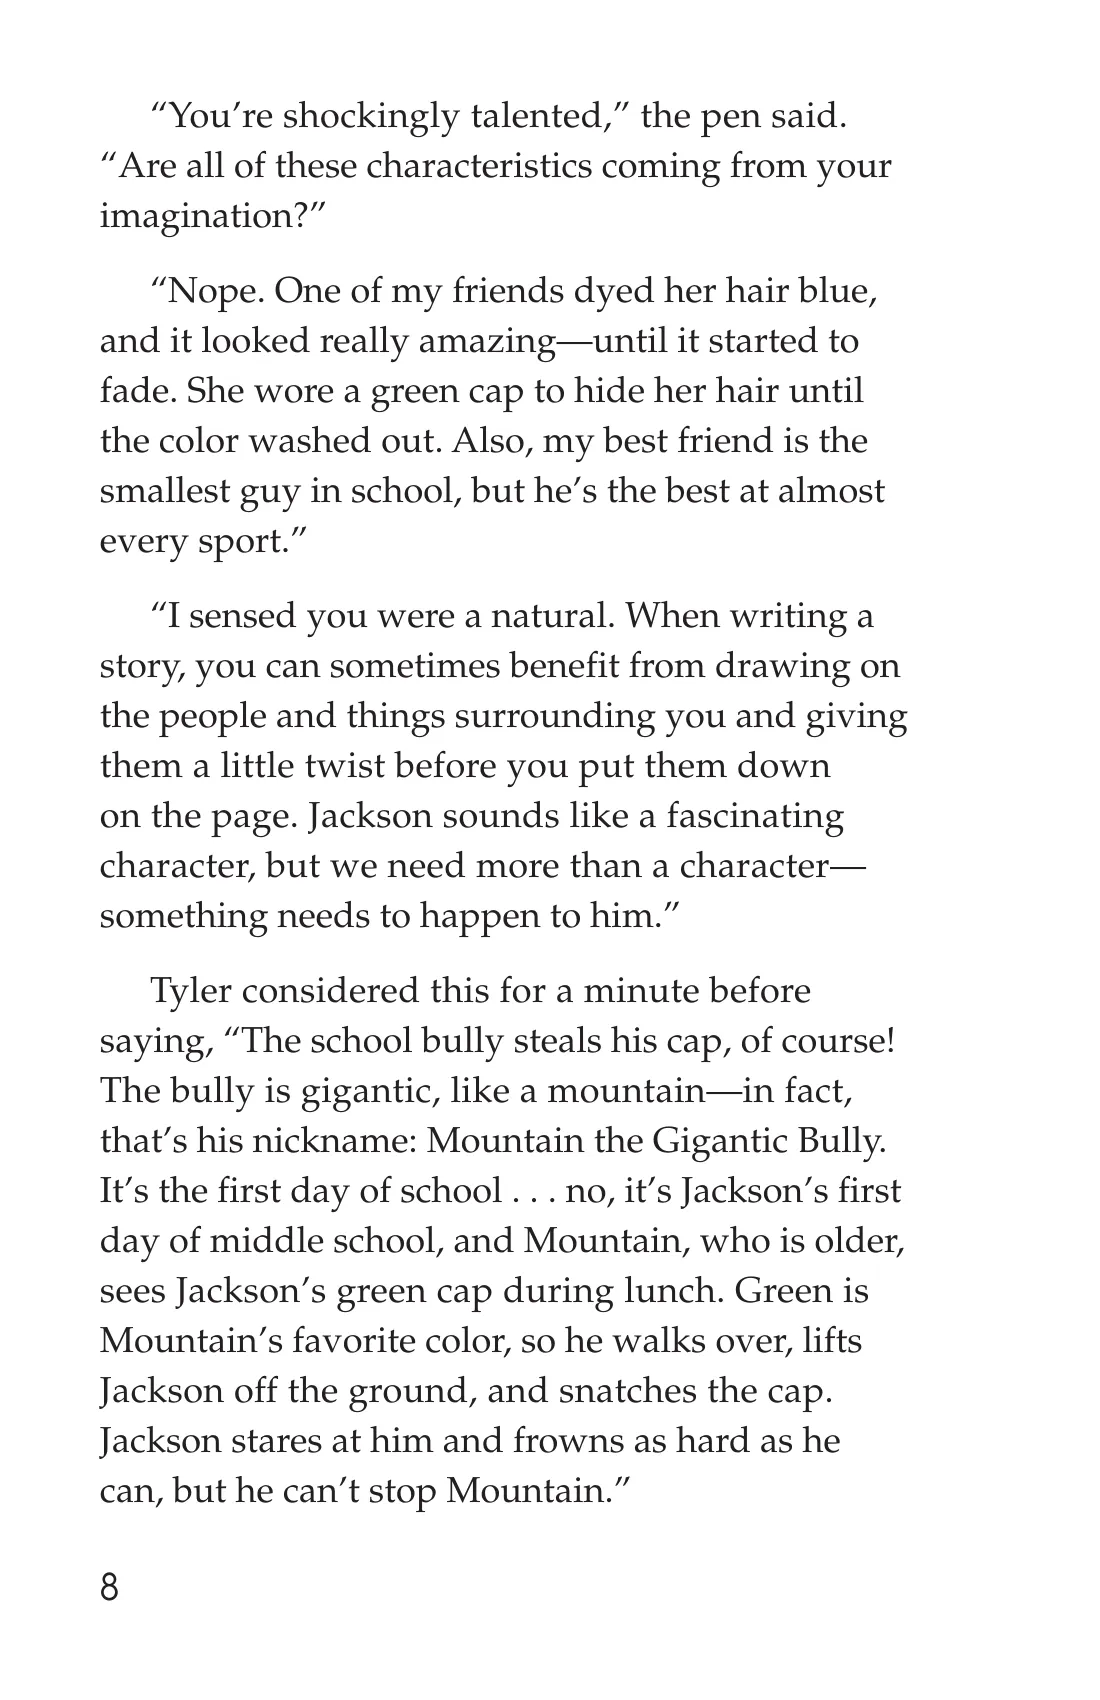 “You’re shockingly talented,” the pen said.
“Are all of these characteristics coming from your
imagination?”
“Nope. One of my friends dyed her hair blue,
and it looked really amazing—until it started to
fade. She wore a green cap to hide her hair until
the color washed out. Also, my best friend is the
smallest guy in school, but he’s the best at almost
every sport.”
“I sensed you were a natural. When writing a
story, you can sometimes benefit from drawing on
the people and things surrounding you and giving
them a little twist before you put them down
on the page. Jackson sounds like a fascinating
character, but we need more than a character—
something needs to happen to him.”
Tyler considered this for a minute before
saying, “The school bully steals his cap, of course!
The bully is gigantic, like a mountain—in fact,
that’s his nickname: Mountain the Gigantic Bully.
It’s the first day of school . . . no, it’s Jackson’s first
day of middle school, and Mountain, who is older,
sees Jackson’s green cap during lunch. Green is
Mountain’s favorite color, so he walks over, lifts
Jackson off the ground, and snatches the cap.
Jackson stares at him and frowns as hard as he
can, but he can’t stop Mountain.”
8